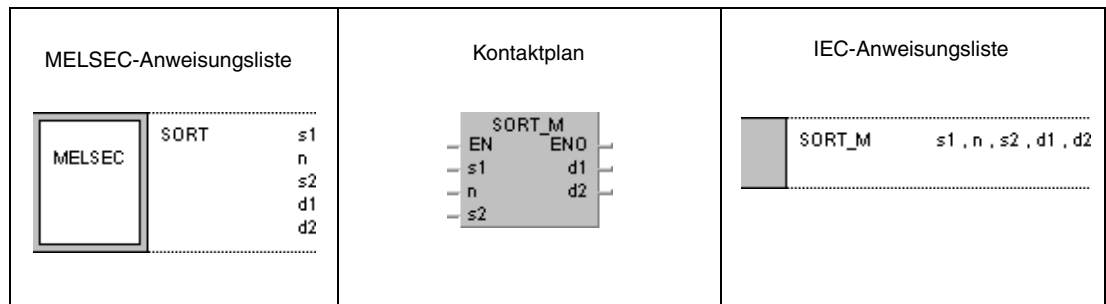 MELSEC-Anweisungsliste
MELSEC
SORT s1
n
s2
d1
d2
Kontaktplan
SORT_M
EN ENO
s1 d1
n d2
s2
IEC-Anweisungsliste
SORT_M s1 , n , s2 , d1 , d2